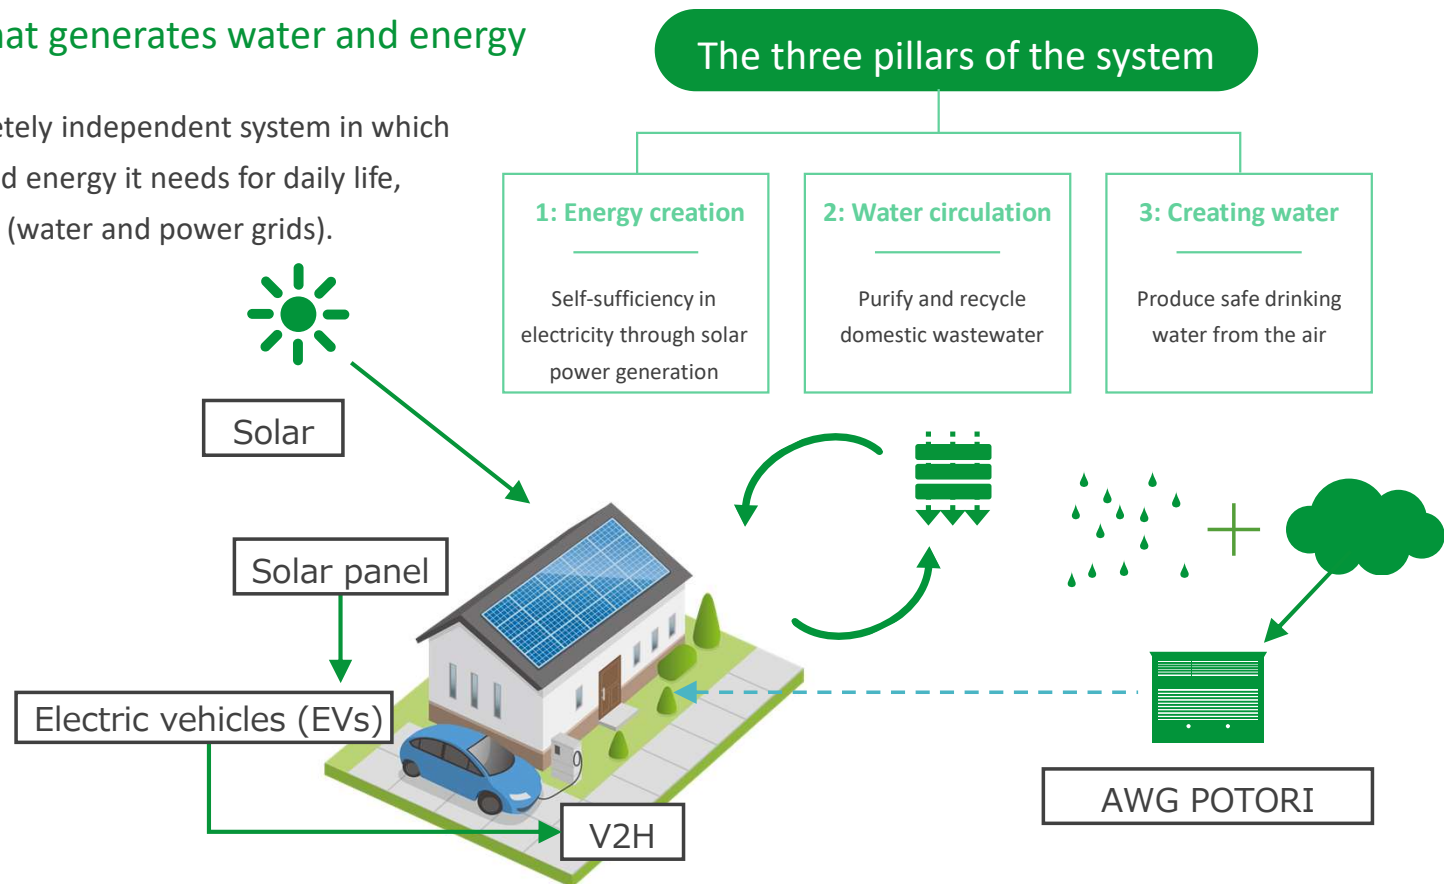 hat generates water and energy
etely independent system in which
d energy it needs for daily life,
(water and power grids).
The three pillars of the system
1: Energy creation
Self-sufficiency in
electricity through solar
power generation
2: Water circulation
Purify and recycle
domestic wastewater
3: Creating water
Produce safe drinking
water from the air
Solar
Solar panel
Electric vehicles (EVs)
V2H
AWG POTORI